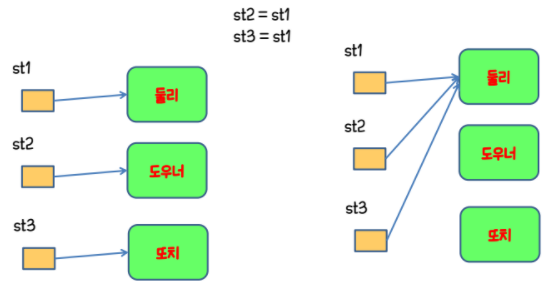 st2 = st1
st3 = st1
st1
둘리
st2
도우너
st3
또치
st1
둘리
st2
도우너
st3
또치